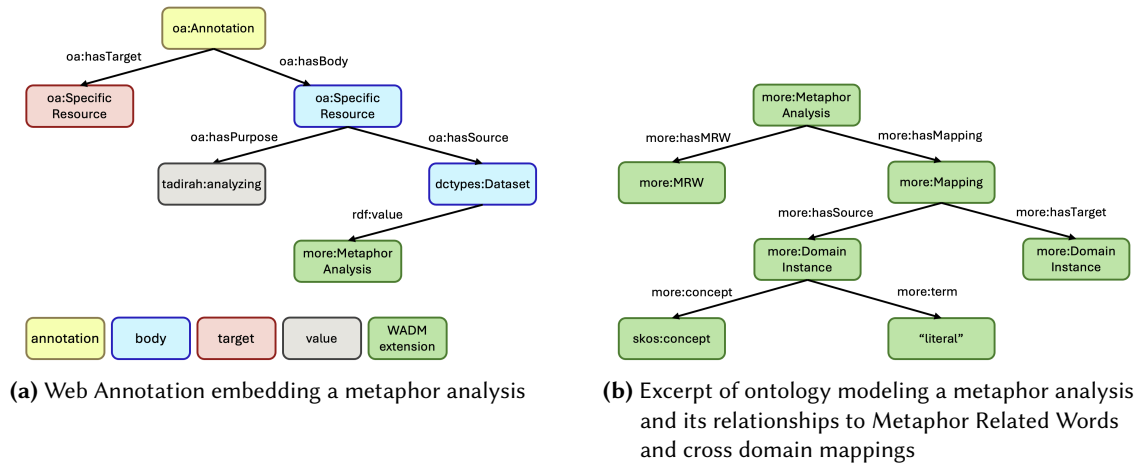 oa:Annotation
oa:hasTarget
oa:hasBody
oa:Specific
Resource
oa:Specific
Resource
oa:hasPurpose
oa:hasSource
tadirah:analyzing
dctypes:Dataset
rdf:value
more:Metaphor
Analysis
annotation
body
target
value
WADM
extension
(a) Web Annotation embedding a metaphor analysis
more:Metaphor
Analysis
more:hasMRW
more:hasMapping
more:MRW
more:Mapping
more:hasSource
more:hasTarget
more:Domain
Instance
more:Domain
Instance
more:concept
more:term
skos:concept
“literal”
(b) Excerpt of ontology modeling a metaphor analysis
and its relationships to Metaphor Related Words
and cross domain mappings